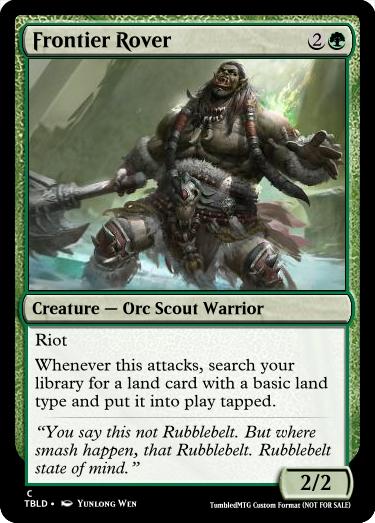 Frontier Rover 2
Creature — Orc Scout Warrior
Riot
Whenever this attacks, search your
library for a land card with a basic land
type and put it into play tapped.
“You say this not Rubblebelt. But where
smash happen, that Rubblebelt. Rubblebelt
state of mind.”
2/2
C
TBLD • Yunlong Wen
TumbledMTG Custom Format (NOT FOR SALE)